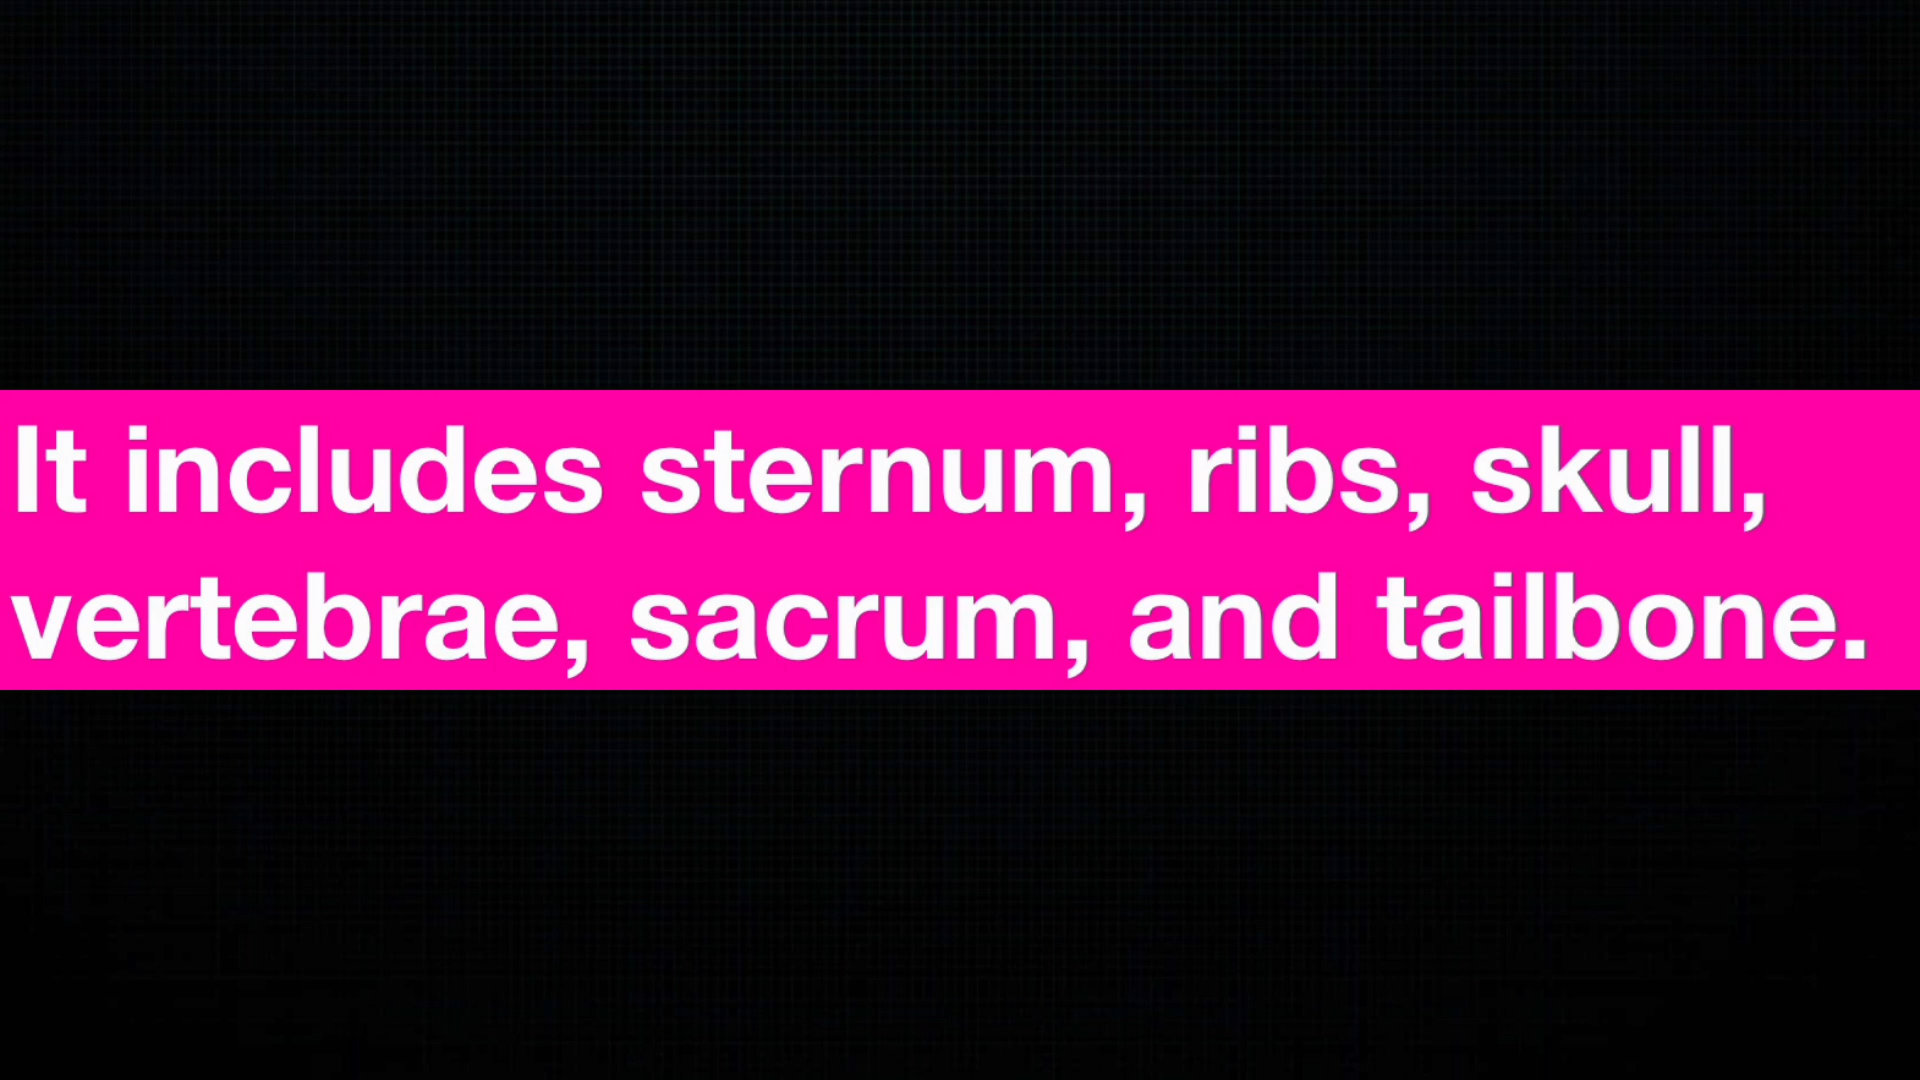 It includes sternum, ribs, skull,
vertebrae, sacrum, and tailbone.